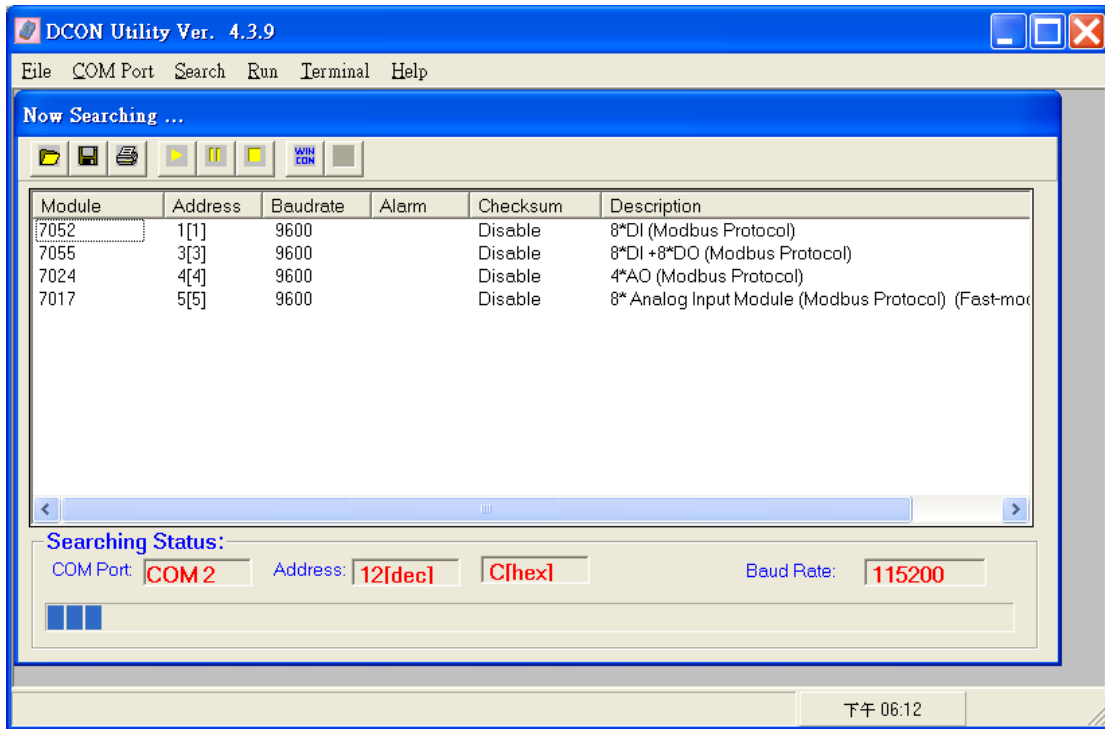 DCON Utility Ver. 4.3.9
File COM Port Search Run Terminal Help
Now Searching ...
WIN CON
Module Address Baudrate Alarm Checksum Description
7052 1[1] 9600 Disable 8*DI (Modbus Protocol)
7055 3[3] 9600 Disable 8*DI +8*DO (Modbus Protocol)
7024 4[4] 9600 Disable 4*AO (Modbus Protocol)
7017 5[5] 9600 Disable 8* Analog Input Module (Modbus Protocol) (Fast-mod
Searching Status:
COM Port: COM 2 Address: 12[dec] C[hex] Baud Rate: 115200
下午 06:12